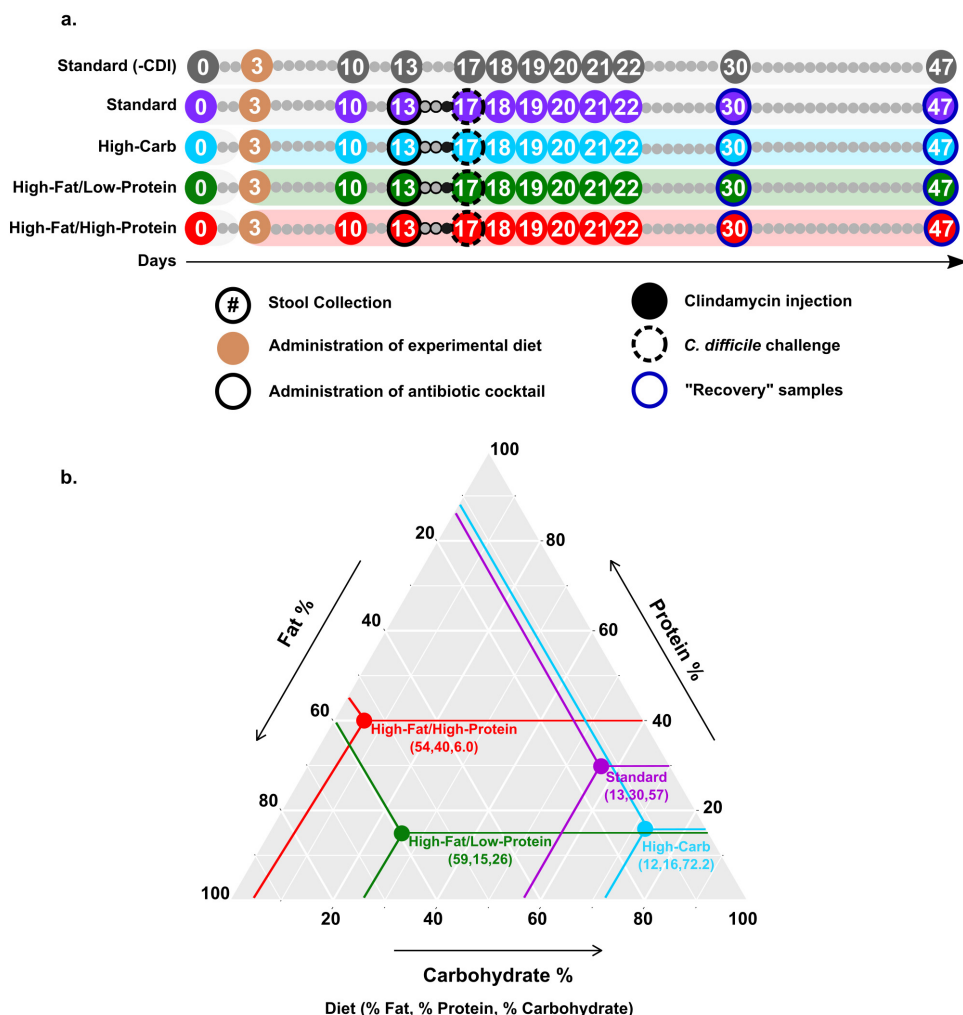 a.
Standard (-CDI) 0 3 10 13 17 18 19 20 21 22 30 47
Standard 0 3 10 13 17 18 19 20 21 22 30 47
High-Carb 0 3 10 13 17 18 19 20 21 22 30 47
High-Fat/Low-Protein 0 3 10 13 17 18 19 20 21 22 30 47
High-Fat/High-Protein 0 3 10 13 17 18 19 20 21 22 30 47
Days
# Stool Collection
Clindamycin injection
Administration of experimental diet
C. difficile challenge
Administration of antibiotic cocktail
"Recovery" samples
b.
100
20 80
Fat %
Protein %
40 60
60 40
High-Fat/High-Protein
(54,40,6.0)
Standard
(13,30,57)
80 20
High-Fat/Low-Protein
(59,15,26)
High-Carb
(12,16,72.2)
100
20 40 60 80 100
Carbohydrate %
Diet (% Fat, % Protein, % Carbohydrate)